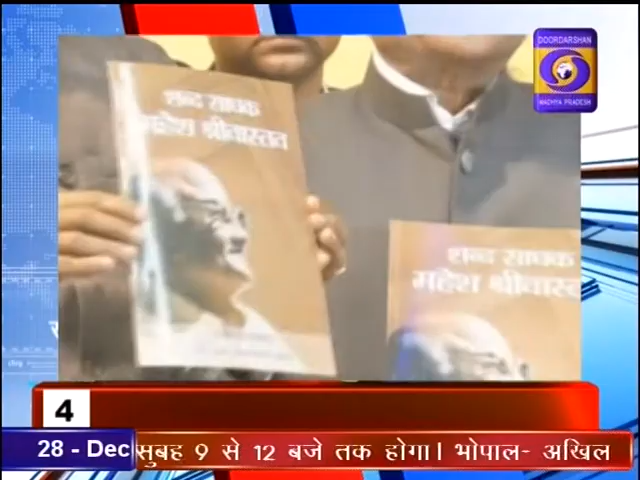 DOORDARSHAN
MADHYA PRADESH
शब्द साधक
महेश श्रीवास्तव
शब्द साधक
महेश श्रीवास्त
4
28 - Dec
सुबह 9 से 12 बजे तक होगा। भोपाल- अखिल